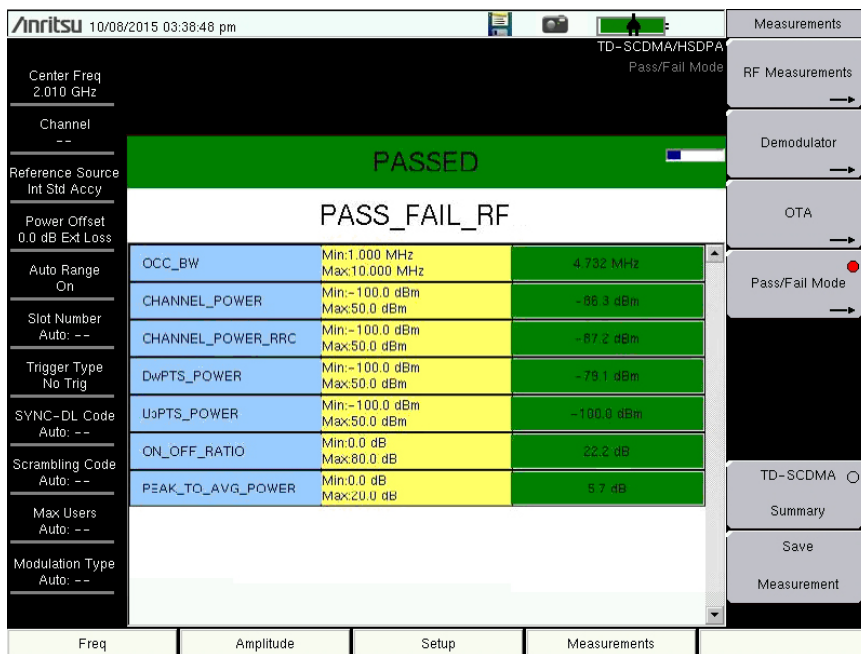 Anritsu 10/08/2015 03:38:48 pm
TD-SCDMA/HSDPA
Pass/Fail Mode
Center Freq
2.010 GHz
Channel
--
Reference Source
Int Std Accy
Power Offset
0.0 dB Ext Loss
Auto Range
On
Slot Number
Auto: --
Trigger Type
No Trig
SYNC-DL Code
Auto: --
Scrambling Code
Auto: --
Max Users
Auto: --
Modulation Type
Auto: --
PASSED
PASS_FAIL_RF
OCC_BW
Min:1.000 MHz
Max:10.000 MHz
4.732 MHz
CHANNEL_POWER
Min:-100.0 dBm
Max:50.0 dBm
-86.3 dBm
CHANNEL_POWER_RRC
Min:-100.0 dBm
Max:50.0 dBm
-87.2 dBm
DwPTS_POWER
Min:-100.0 dBm
Max:50.0 dBm
-79.1 dBm
UpPTS_POWER
Min:-100.0 dBm
Max:50.0 dBm
-100.0 dBm
ON_OFF_RATIO
Min:0.0 dB
Max:80.0 dB
22.2 dB
PEAK_TO_AVG_POWER
Min:0.0 dB
Max:20.0 dB
5.7 dB
Measurements
RF Measurements
Demodulator
OTA
Pass/Fail Mode
TD-SCDMA
Summary
Save
Measurement
Freq
Amplitude
Setup
Measurements